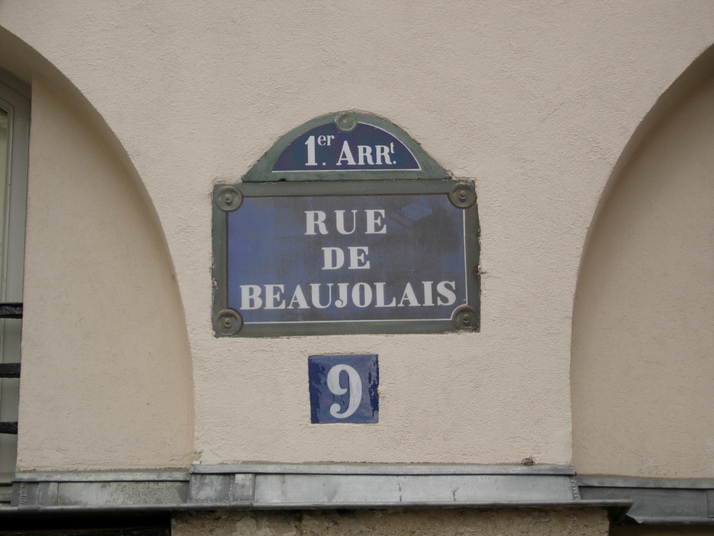 1er. ARRt.
RUE
DE
BEAUJOLAIS
9